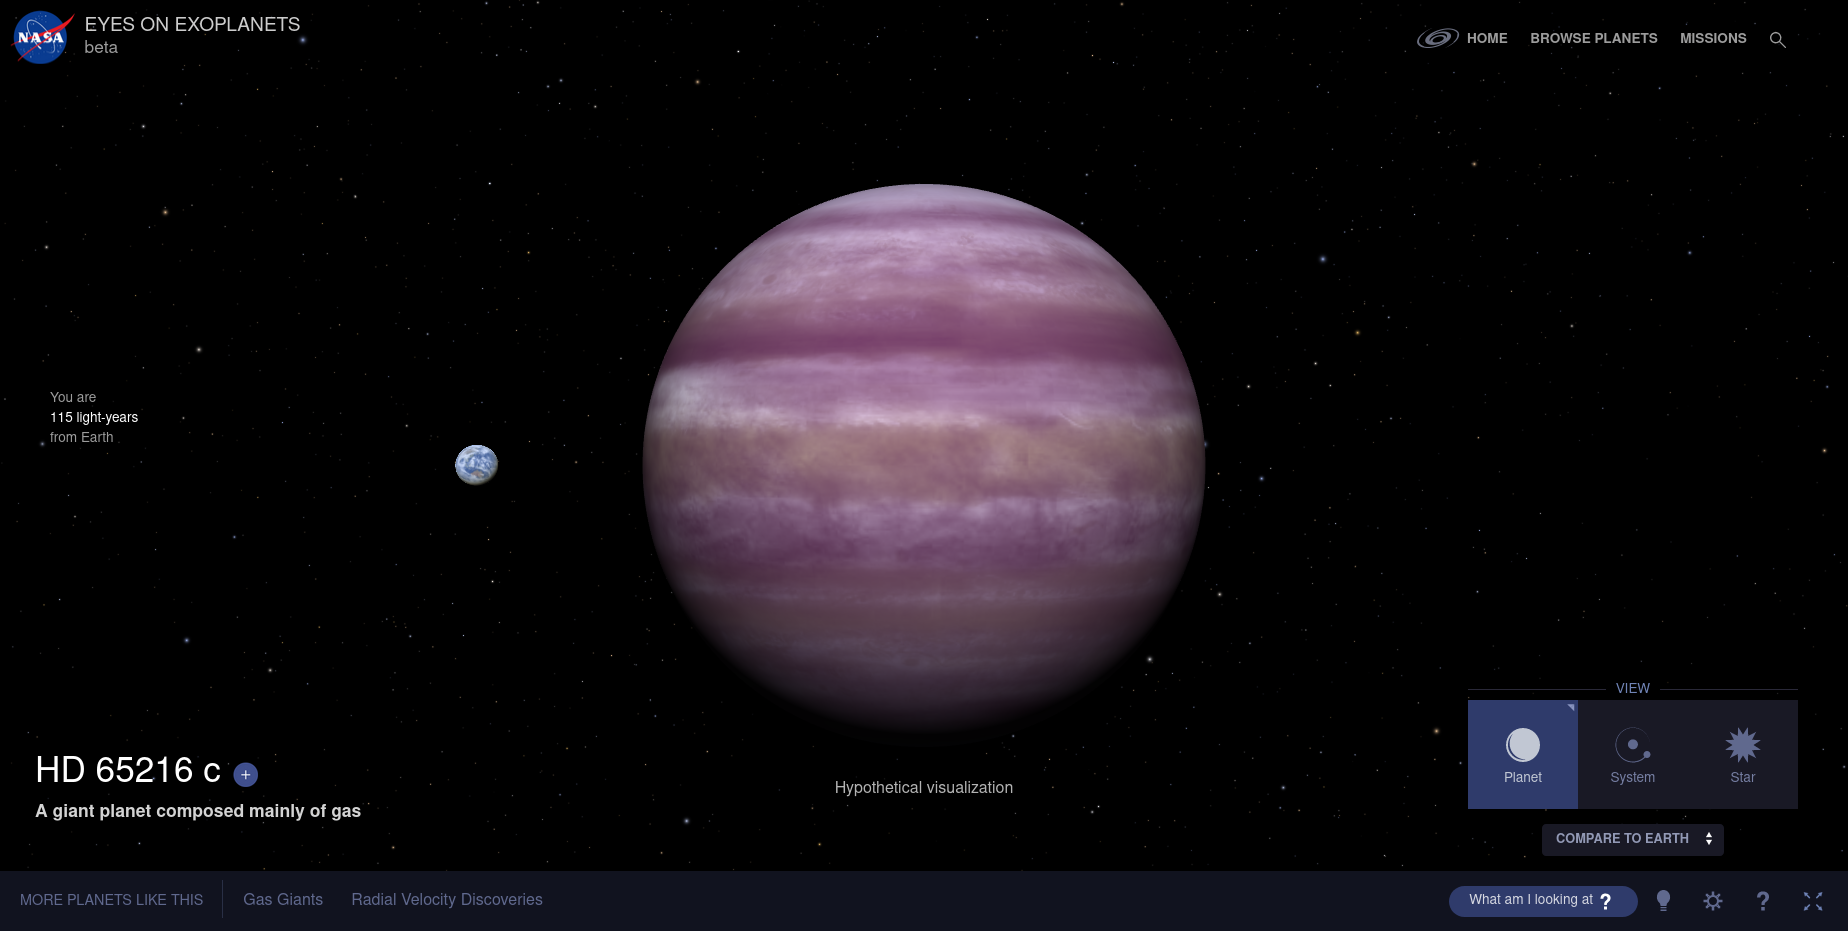 NASA
EYES ON EXOPLANETS
beta
HOME BROWSE PLANETS MISSIONS
You are
115 light-years
from Earth
VIEW
Planet System Star
HD 65216 c +
A giant planet composed mainly of gas
Hypothetical visualization
COMPARE TO EARTH
MORE PLANETS LIKE THIS Gas Giants Radial Velocity Discoveries
What am I looking at ? ?